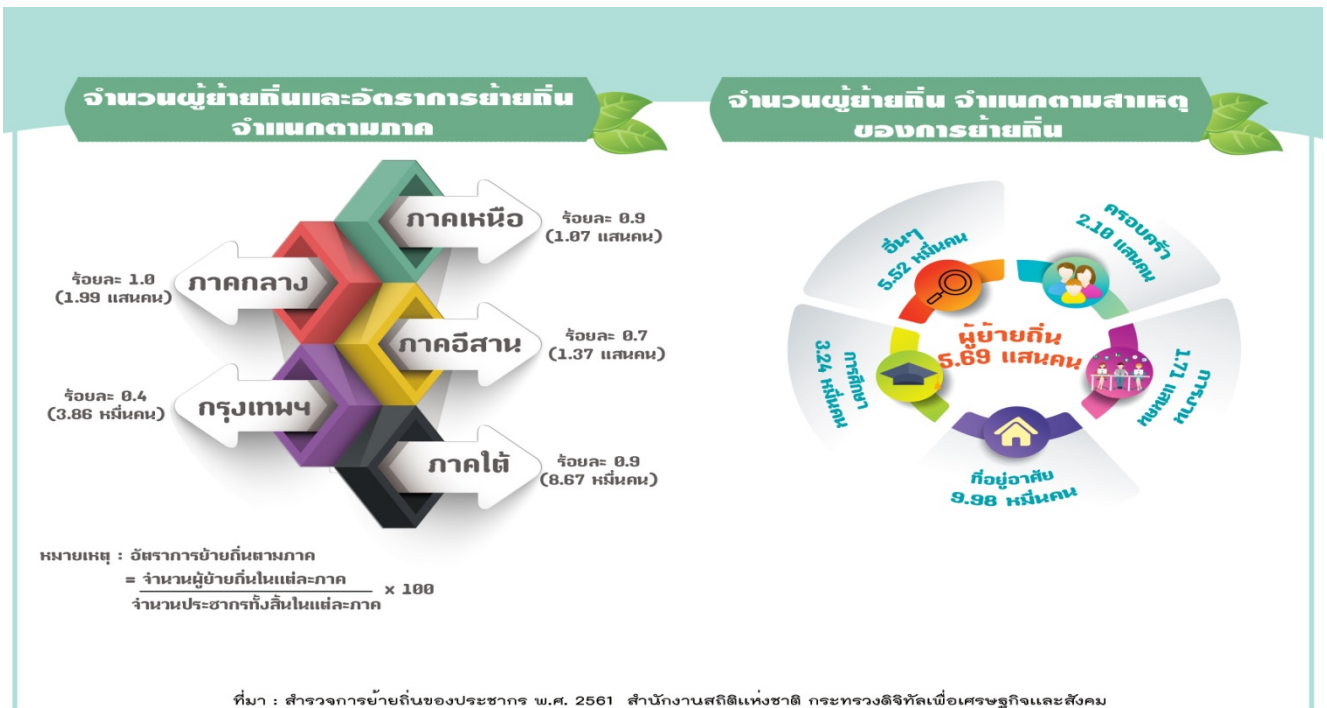 จำนวนผู้ย้ายถิ่นและอัตราการย้ายถิ่น
จำแนกตามภาค
ภาคเหนือ
ร้อยละ 0.9
(1.07 แสนคน)
ร้อยละ 1.0
(1.99 แสนคน)
ภาคกลาง
ภาคอีสาน
ร้อยละ 0.7
(1.37 แสนคน)
ร้อยละ 0.4
(3.86 หมื่นคน)
กรุงเทพฯ
ภาคใต้
ร้อยละ 0.9
(8.67 หมื่นคน)
หมายเหตุ : อัตราการย้ายถิ่นตามภาค
= จำนวนผู้ย้ายถิ่นในแต่ละภาค
x 100
จำนวนประชากรทั้งสิ้นในแต่ละภาค
จำนวนผู้ย้ายถิ่น จำแนกตามสาเหตุ
ของการย้ายถิ่น
อื่นๆ
5.52 หมื่นคน
ครอบครัว
2.10 แสนคน
ผู้ย้ายถิ่น
5.69 แสนคน
การศึกษา
3.24 หมื่นคน
การงาน
1.71 แสนคน
ที่อยู่อาศัย
9.98 หมื่นคน
ที่มา : สำรวจการย้ายถิ่นของประชากร พ.ศ. 2561 สำนักงานสถิติแห่งชาติ กระทรวงดิจิทัลเพื่อเศรษฐกิจและสังคม